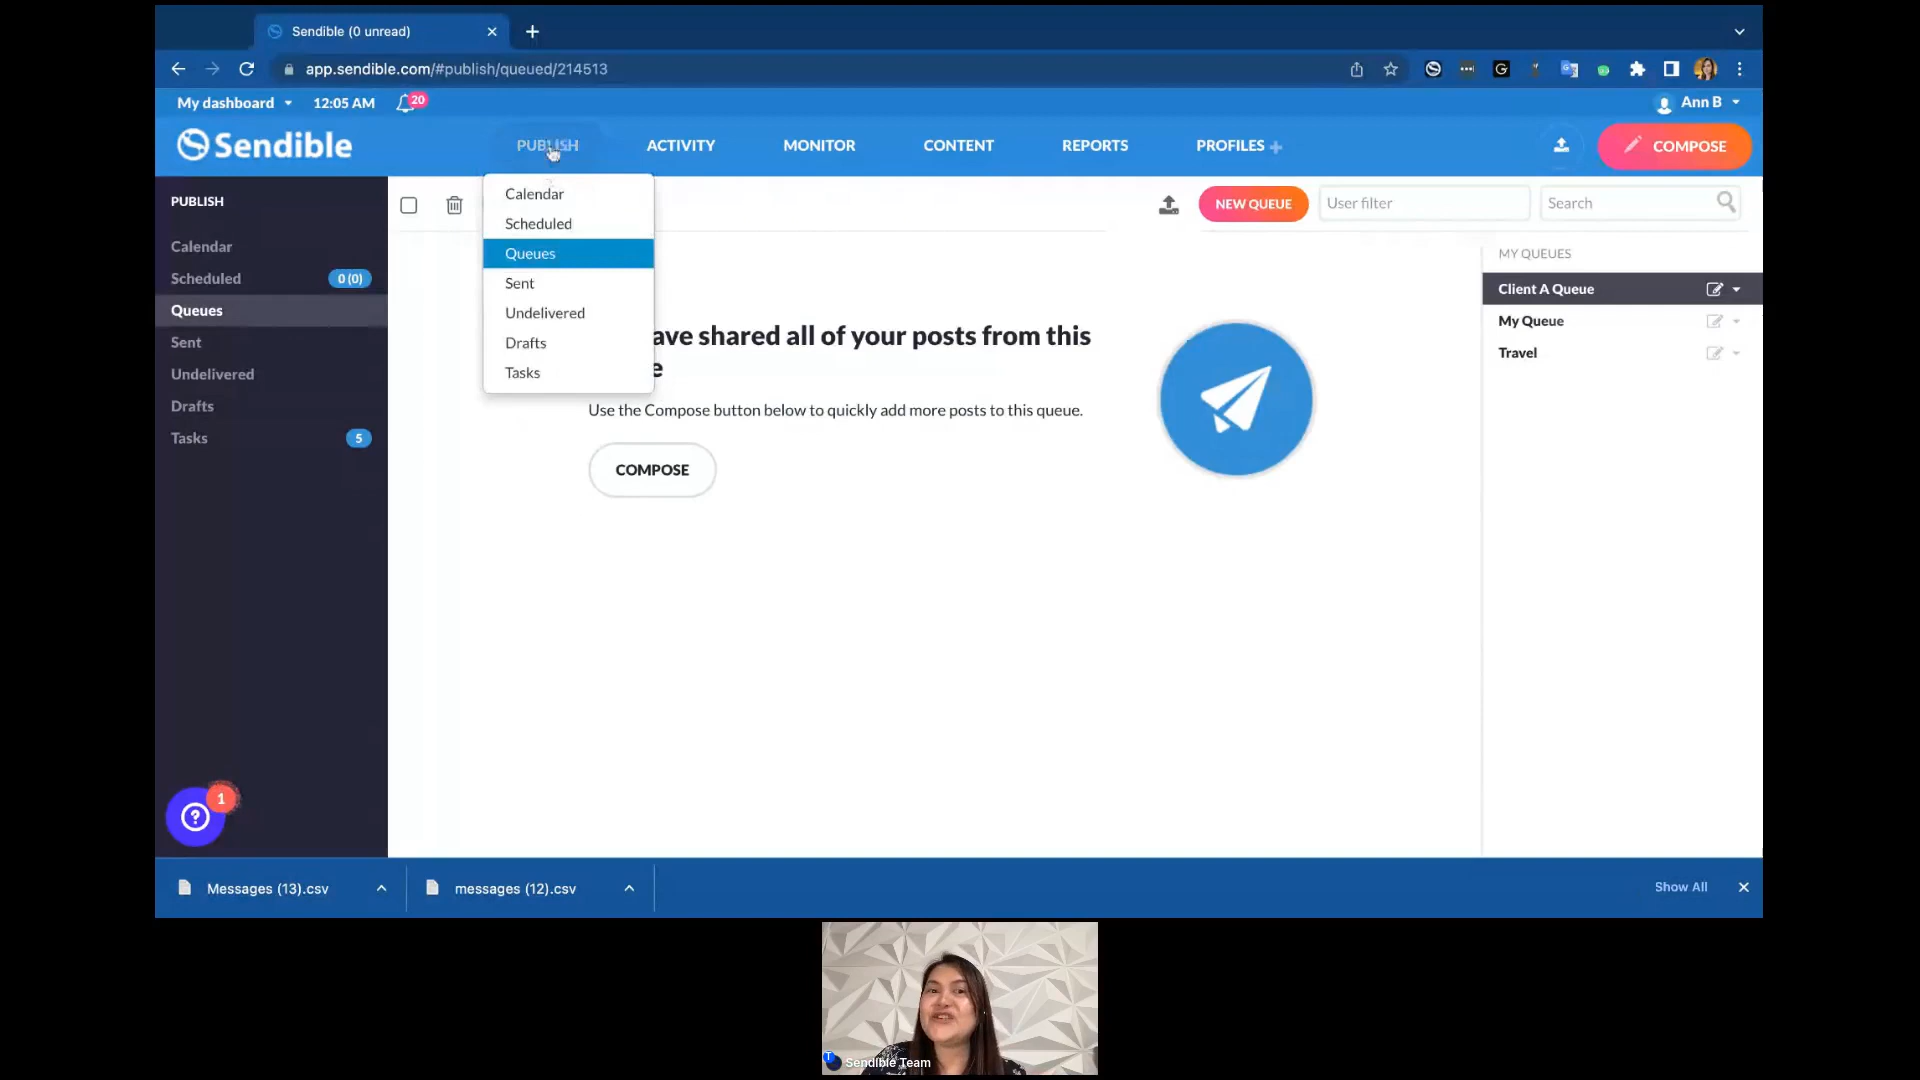 Sendible (0 unread)
app.sendible.com/#publish/queued/214513
My dashboard 12:05 AM 20 Ann B
Sendible PUBLISH ACTIVITY MONITOR CONTENT REPORTS PROFILES COMPOSE
PUBLISH
Calendar
Scheduled 0 (0)
Queues
Sent
Undelivered
Drafts
Tasks 5
Calendar
Scheduled
Queues
Sent
Undelivered
Drafts
Tasks
NEW QUEUE User filter Search
ave shared all of your posts from this
e
Use the Compose button below to quickly add more posts to this queue.
COMPOSE
MY QUEUES
Client A Queue
My Queue
Travel
1
?
Messages (13).csv messages (12).csv Show All
T Sendible Team